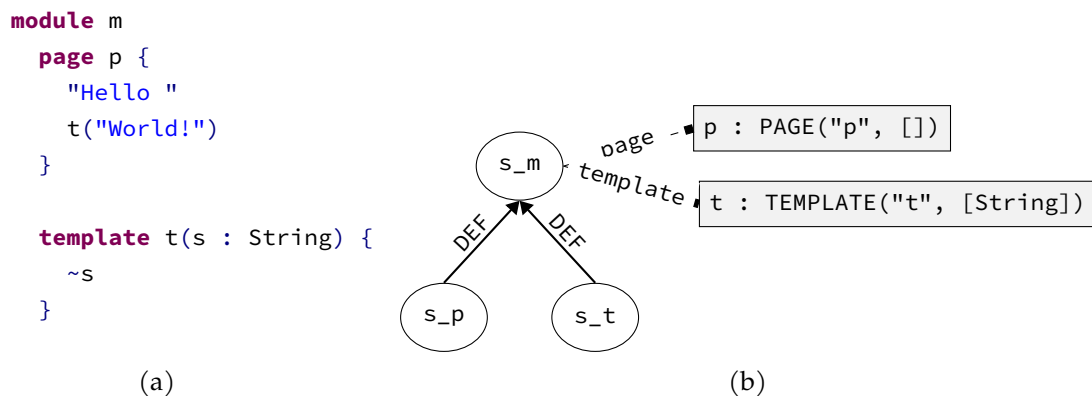 module m
page p {
"Hello "
t("World!")
}
template t(s : String) {
~s
}
(a)
s_m
page
p : PAGE("p", [])
template
t : TEMPLATE("t", [String])
DEF
DEF
s_p
s_t
(b)